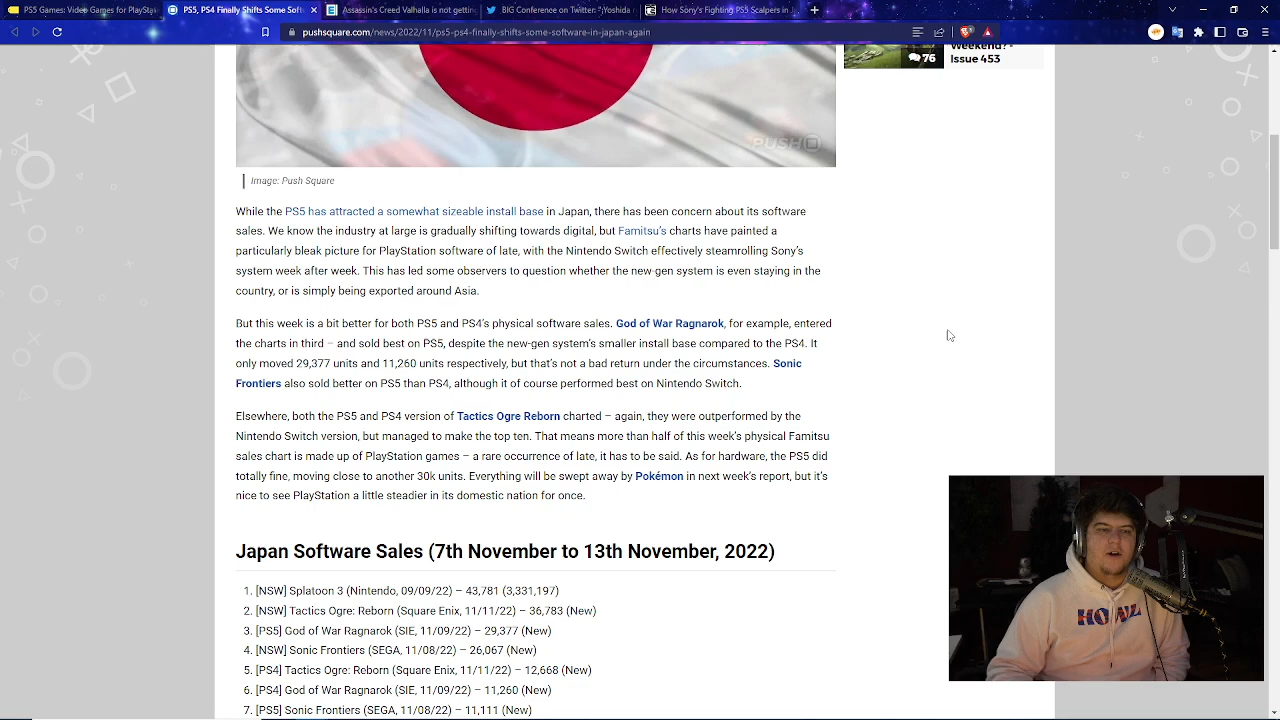 PS5 Games: Video Games for PlaySta
PS5, PS4 Finally Shifts Some Soft
Assassin's Creed Valhalla is not getting
BIG Conference on Twitter: "¡Yoshida
How Sony's Fighting PS5 Scalpers in J
pushsquare.com/news/2022/11/ps5-ps4-finally-shifts-some-software-in-japan-again
Weekend? -
Issue 453
76
PUSH
Image: Push Square
While the PS5 has attracted a somewhat sizeable install base in Japan, there has been concern about its software
sales. We know the industry at large is gradually shifting towards digital, but Famitsu's charts have painted a
particularly bleak picture for PlayStation software of late, with the Nintendo Switch effectively steamrolling Sony's
system week after week. This has led some observers to question whether the new-gen system is even staying in the
country, or is simply being exported around Asia.
But this week is a bit better for both PS5 and PS4's physical software sales. God of War Ragnarok, for example, entered
the charts in third – and sold best on PS5, despite the new-gen system's smaller install base compared to the PS4. It
only moved 29,377 units and 11,260 units respectively, but that's not a bad return under the circumstances. Sonic
Frontiers also sold better on PS5 than PS4, although it of course performed best on Nintendo Switch.
Elsewhere, both the PS5 and PS4 version of Tactics Ogre Reborn charted – again, they were outperformed by the
Nintendo Switch version, but managed to make the top ten. That means more than half of this week's physical Famitsu
sales chart is made up of PlayStation games – a rare occurrence of late, it has to be said. As for hardware, the PS5 did
totally fine, moving close to another 30k units. Everything will be swept away by Pokémon in next week's report, but it's
nice to see PlayStation a little steadier in its domestic nation for once.
Japan Software Sales (7th November to 13th November, 2022)
1. [NSW] Splatoon 3 (Nintendo, 09/09/22) – 43,781 (3,331,197)
2. [NSW] Tactics Ogre: Reborn (Square Enix, 11/11/22) – 36,783 (New)
3. [PS5] God of War Ragnarok (SIE, 11/09/22) – 29,377 (New)
4. [NSW] Sonic Frontiers (SEGA, 11/08/22) – 26,067 (New)
5. [PS4] Tactics Ogre: Reborn (Square Enix, 11/11/22) – 12,668 (New)
6. [PS4] God of War Ragnarok (SIE, 11/09/22) – 11,260 (New)
7. [PS5] Sonic Frontiers (SEGA, 11/08/22) – 11,111 (New)